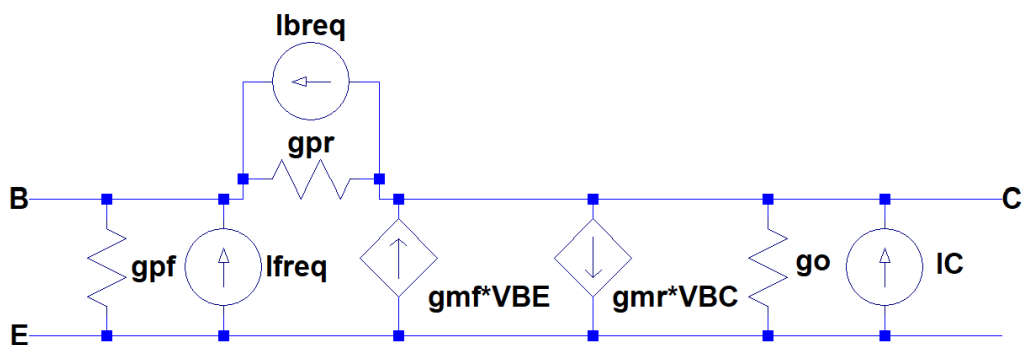 Ibreq
gpr
B
C
gpf
Ifreq
gmf*VBE
gmr*VBC
go
IC
E